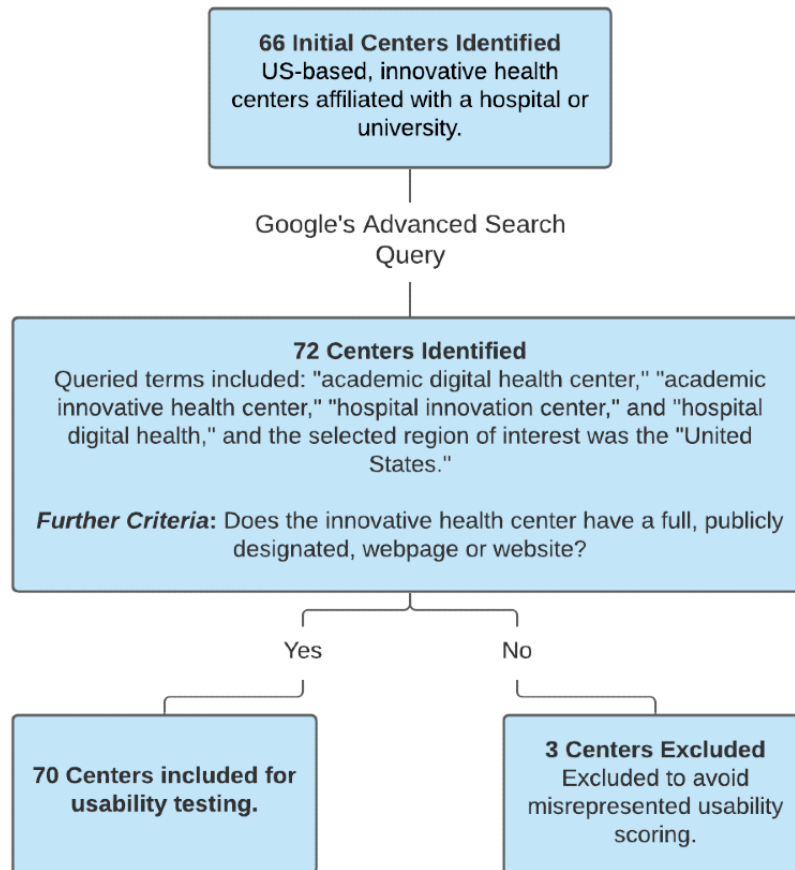 66 Initial Centers Identified
US-based, innovative health
centers affiliated with a hospital or
university.
Google's Advanced Search
Query
72 Centers Identified
Queried terms included: "academic digital health center," "academic
innovative health center," "hospital innovation center," and "hospital
digital health," and the selected region of interest was the "United
States."
Further Criteria: Does the innovative health center have a full, publicly
designated, webpage or website?
Yes
No
70 Centers included for
usability testing.
3 Centers Excluded
Excluded to avoid
misrepresented usability
scoring.